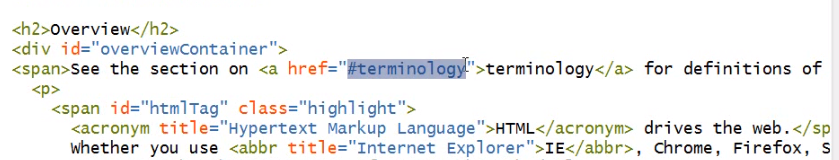 <h2>Overview</h2>
<div id="overviewContainer">
<span>See the section on <a href="#terminology">terminology</a> for definitions of
<p>
<span id="htmlTag" class="highlight">
<acronym title="Hypertext Markup Language">HTML</acronym> drives the web.</sp
Whether you use <abbr title="Internet Explorer">IE</abbr>, Chrome, Firefox, S